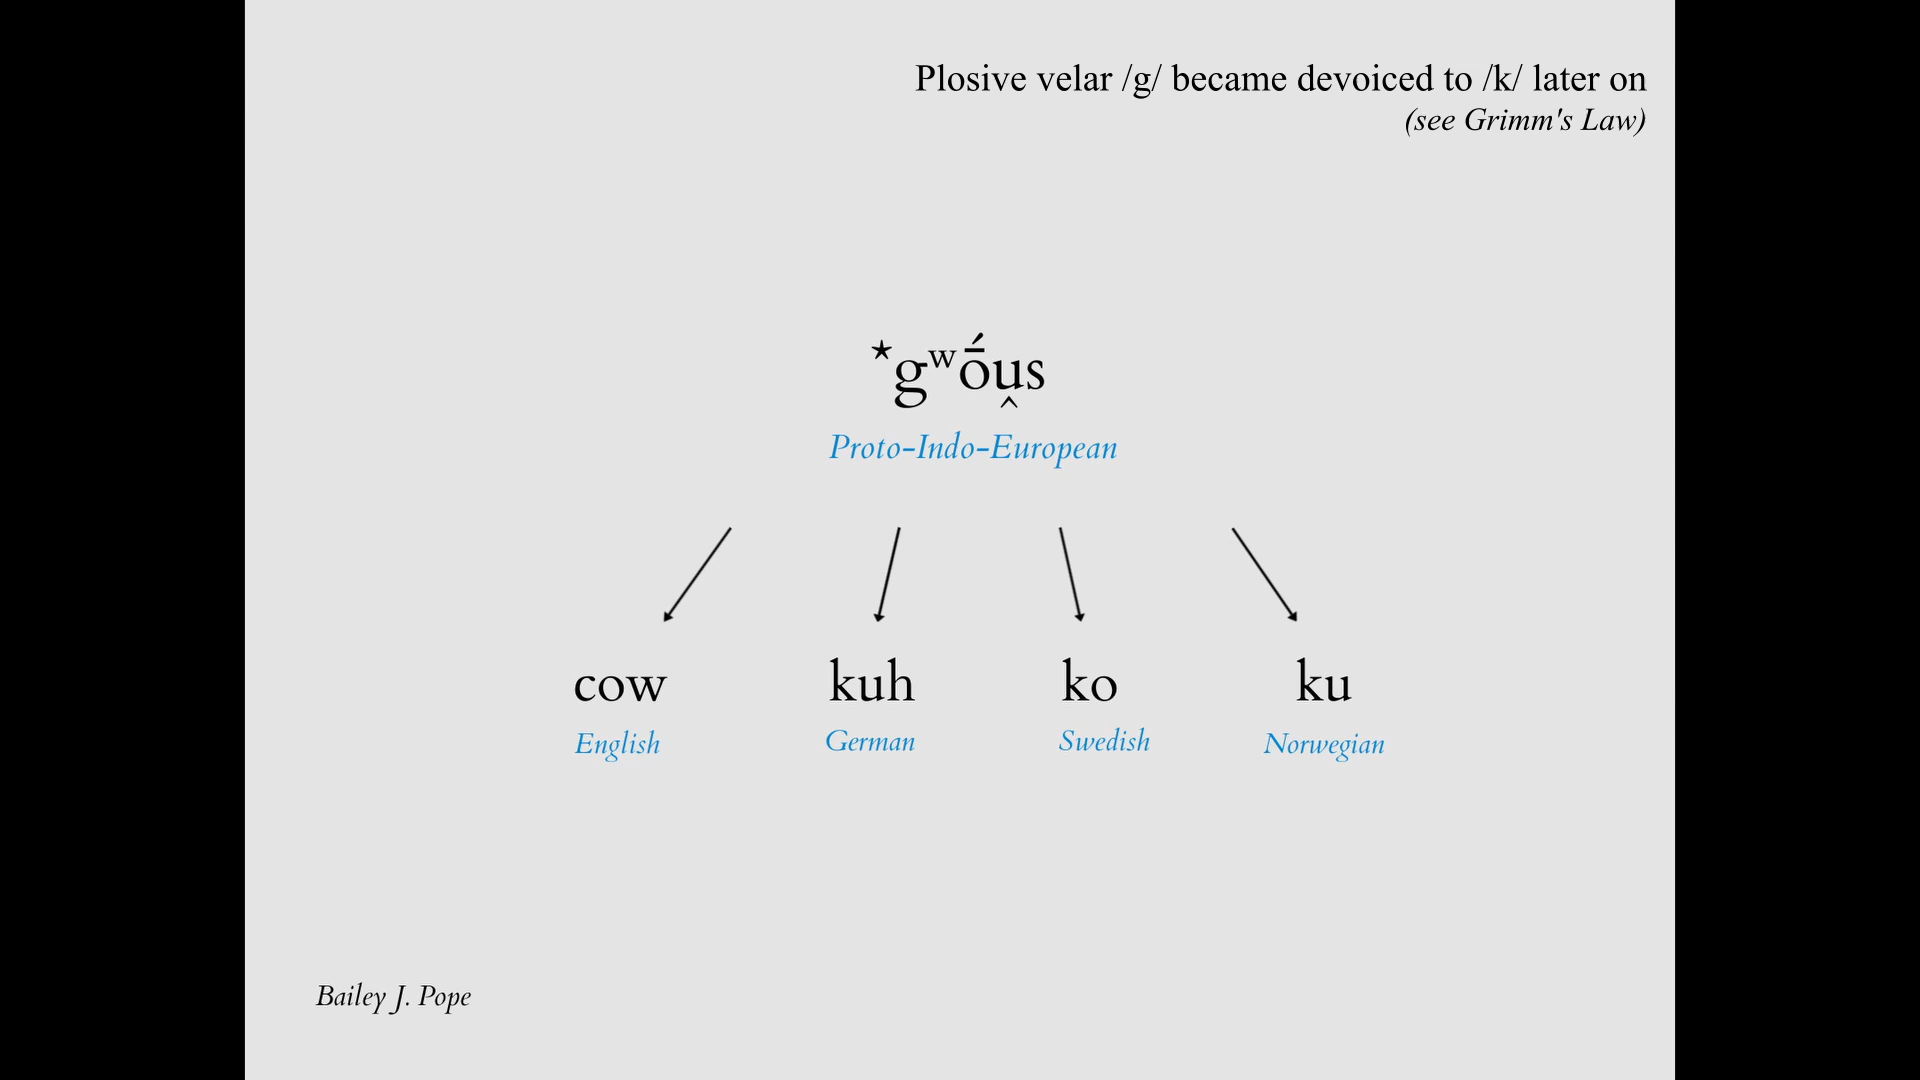 Plosive velar /g/ became devoiced to /k/ later on
(see Grimm's Law)
*gʷṓu̯s
Proto-Indo-European
cow kuh ko ku
English German Swedish Norwegian
Bailey J. Pope